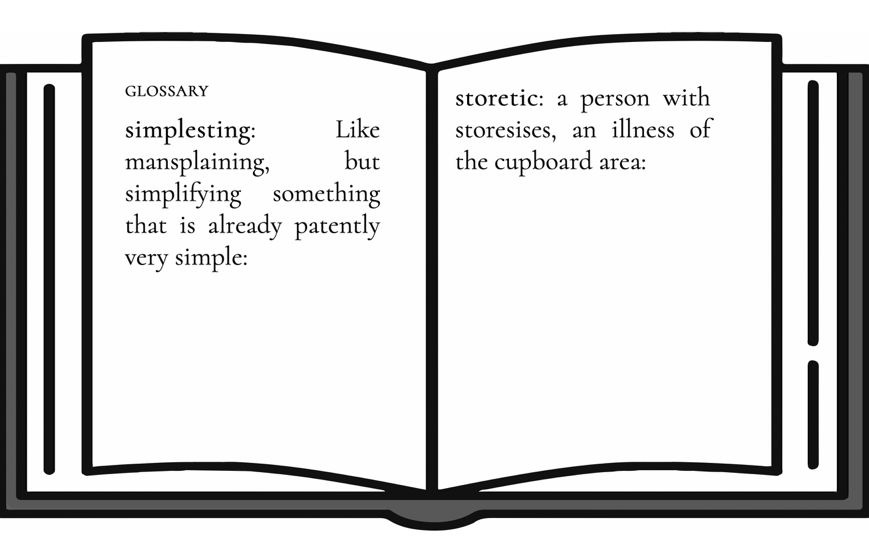 GLOSSARY
simplesting: Like
mansplaining, but
simplifying something
that is already patently
very simple:
storetic: a person with
storesises, an illness of
the cupboard area: